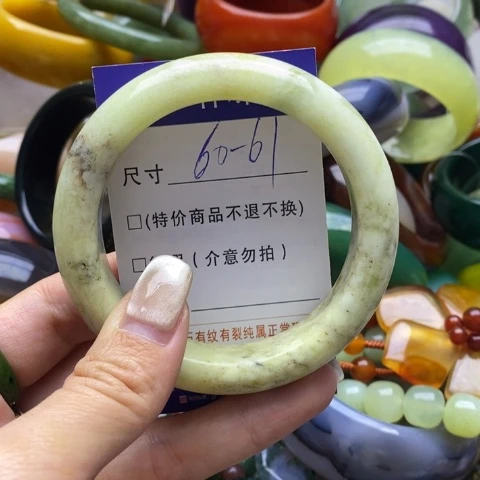 尺寸 60-61
□(特价商品不退不换)
(介意勿拍)
有纹有裂纯属正常